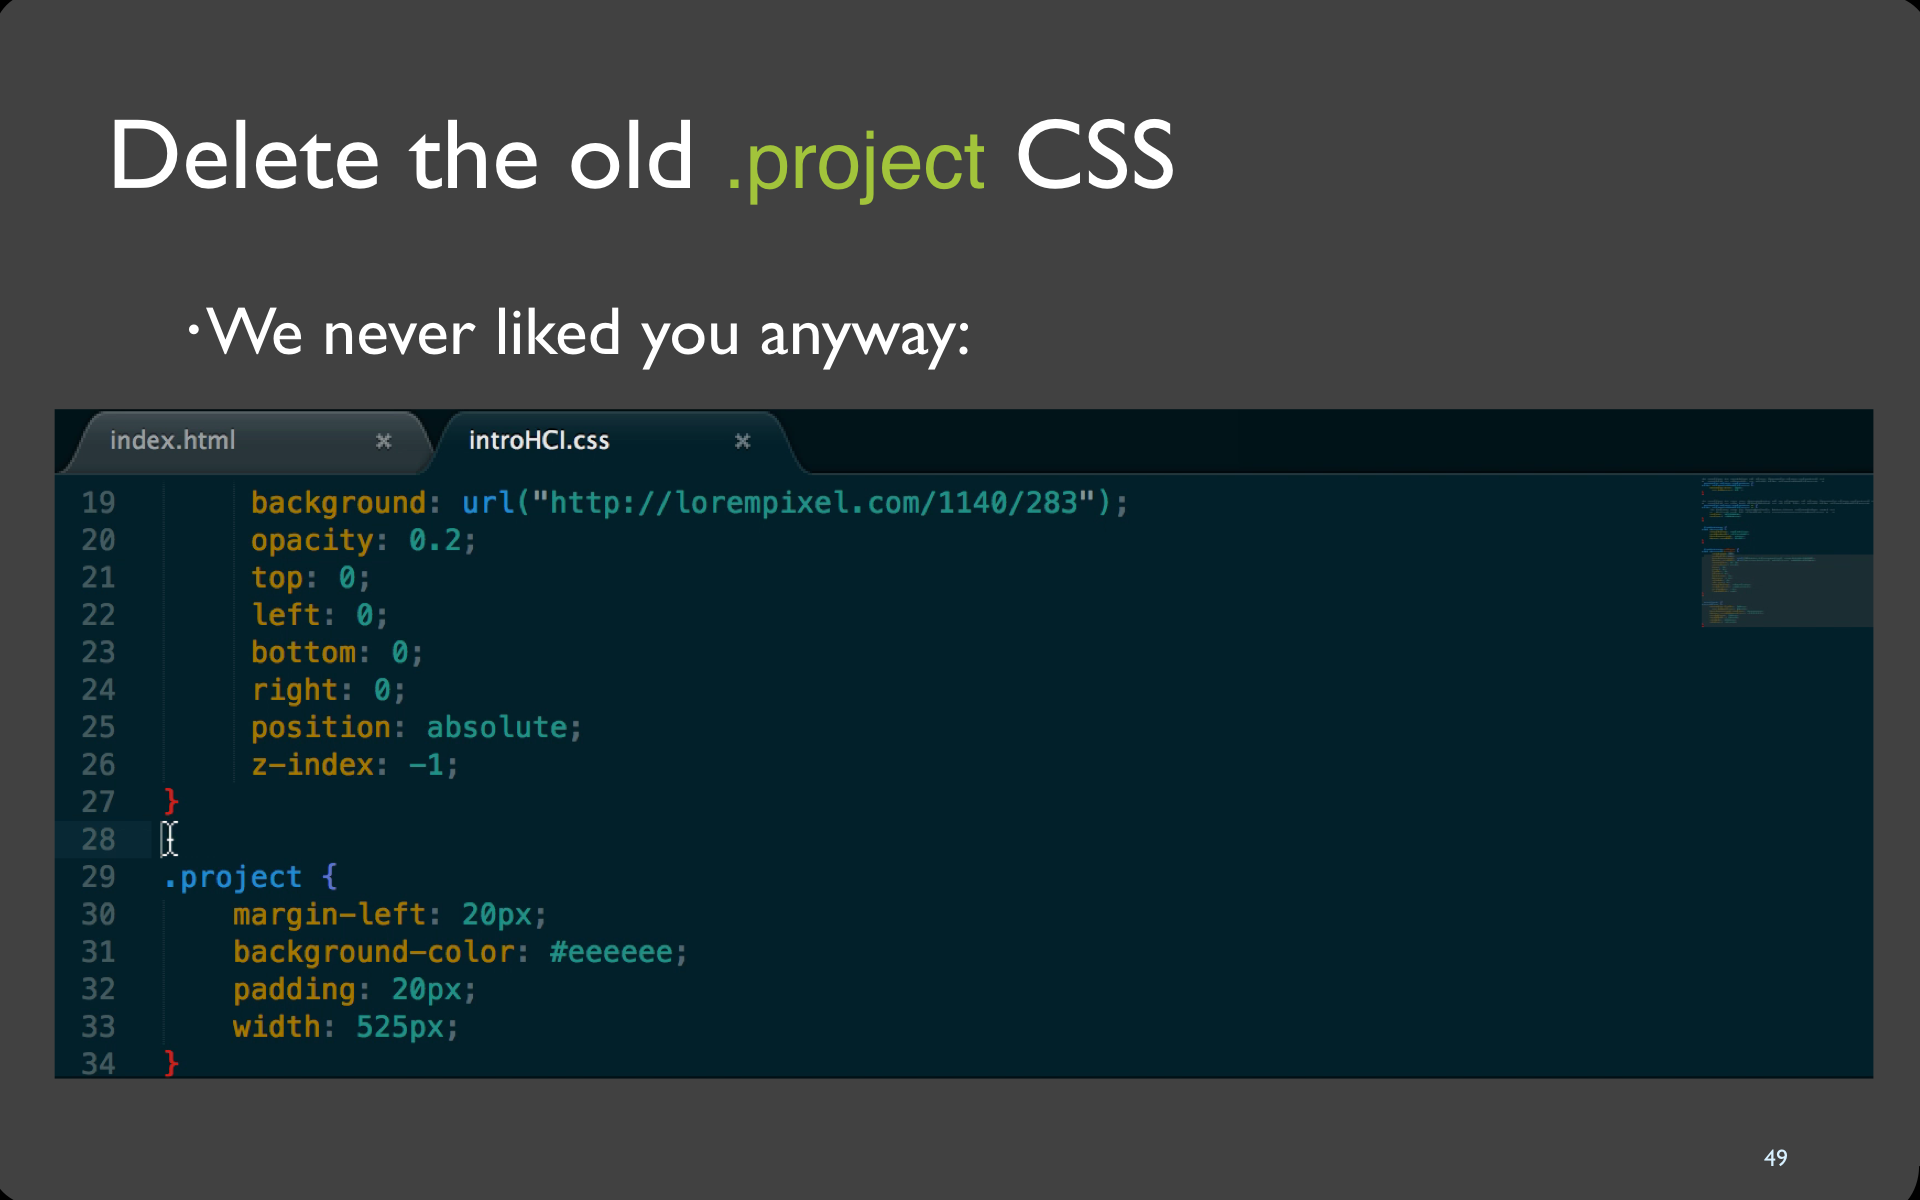 Delete the old .project CSS
·We never liked you anyway:
index.html × introHCI.css ×
19 background: url("http://lorempixel.com/1140/283");
20 opacity: 0.2;
21 top: 0;
22 left: 0;
23 bottom: 0;
24 right: 0;
25 position: absolute;
26 z-index: -1;
27 }
28
29 .project {
30 margin-left: 20px;
31 background-color: #eeeeee;
32 padding: 20px;
33 width: 525px;
34 }
49